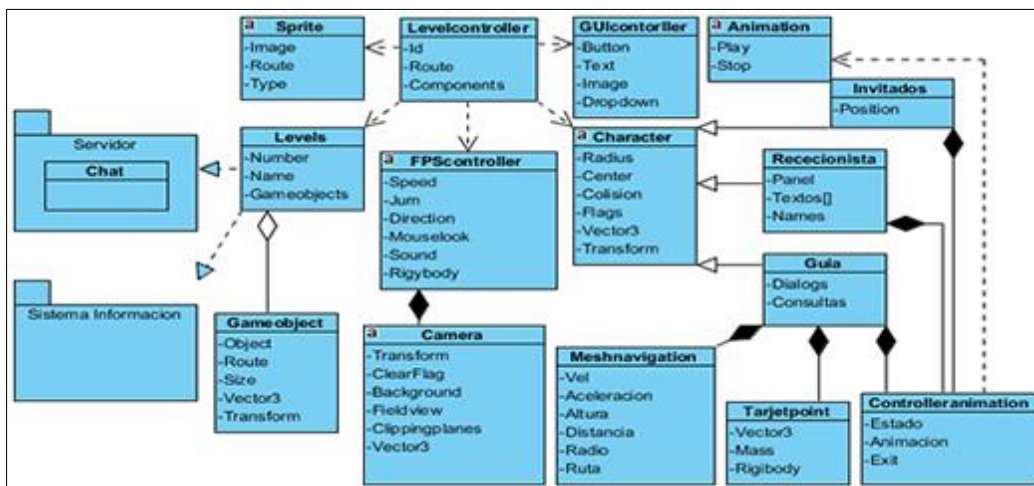 a Sprite
-Image
-Route
-Type
Levelcontroller
-Id
-Route
-Components
GUIcontorller
-Button
-Text
-Image
-Dropdown
a Animation
-Play
-Stop
Invitados
-Position
Servidor
Chat
Levels
-Number
-Name
-Gameobjects
a FPScontroller
-Speed
-Jum
-Direction
-Mouselook
-Sound
-Rigybody
a Character
-Radius
-Center
-Colision
-Flags
-Vector3
-Transform
Rececionista
-Panel
-Textos[]
-Names
Guia
-Dialogs
-Consultas
Sistema Informacion
Gameobject
-Object
-Route
-Size
-Vector3
-Transform
a Camera
-Transform
-ClearFlag
-Background
-Fieldview
-Clippingplanes
-Vector3
Meshnavigation
-Vel
-Aceleracion
-Altura
-Distancia
-Radio
-Ruta
Tarjetpoint
-Vector3
-Mass
-Rigibody
Controlleranimation
-Estado
-Animacion
-Exit